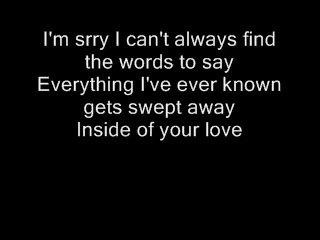 I'm srry I can't always find
the words to say
Everything I've ever known
gets swept away
Inside of your love